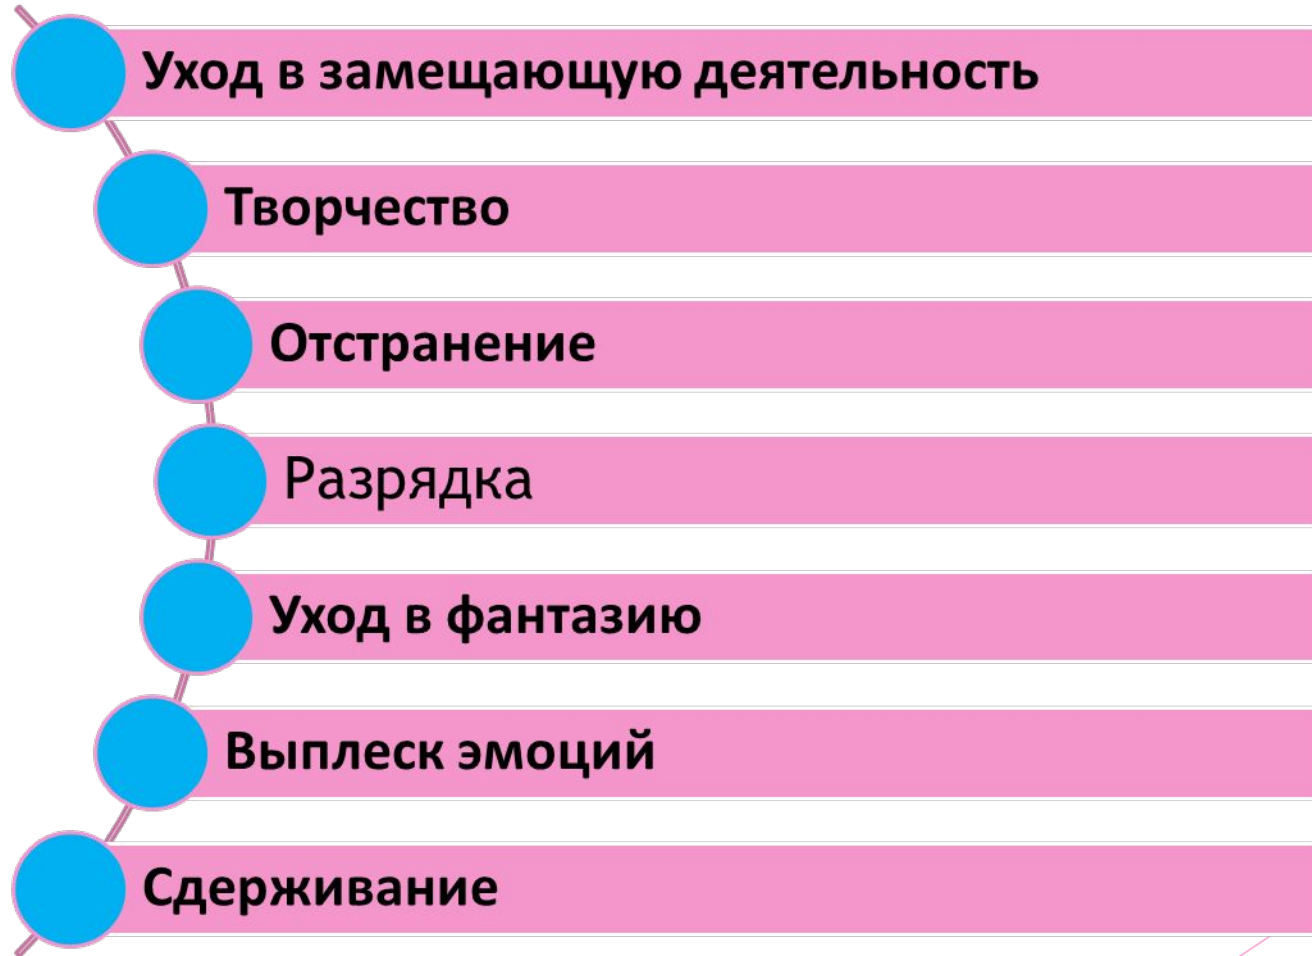 Уход в замещающую деятельность
Творчество
Отстранение
Разрядка
Уход в фантазию
Выплеск эмоций
Сдерживание